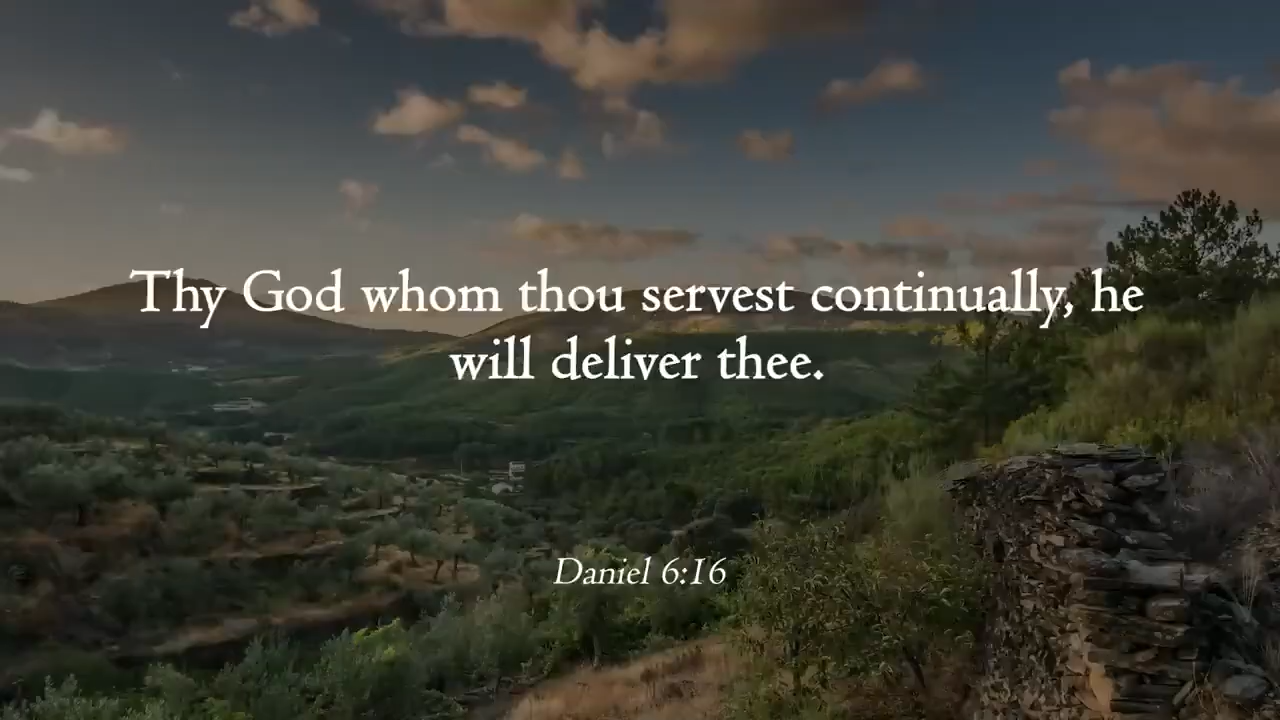 Thy God whom thou servest continually, he
will deliver thee.
Daniel 6:16